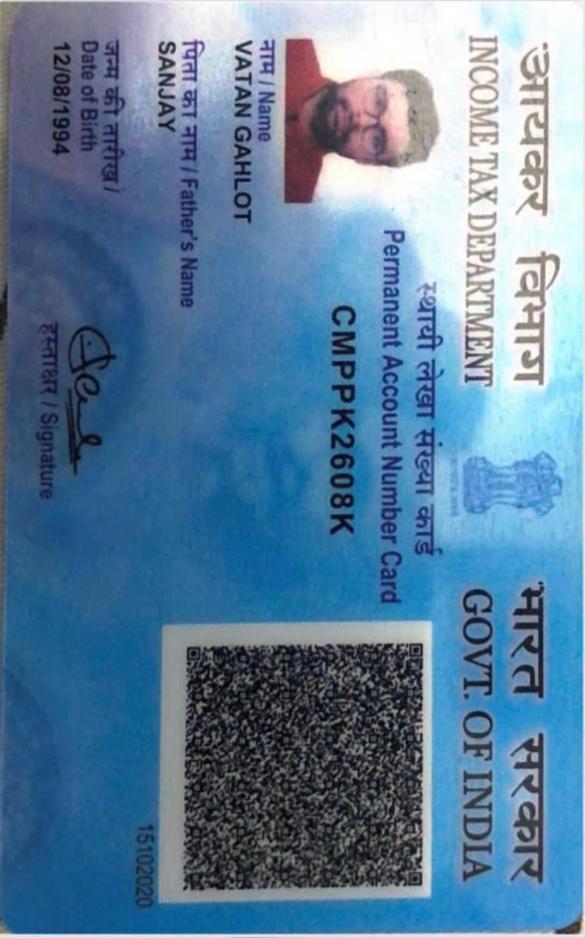 आयकर विभाग
INCOME TAX DEPARTMENT
भारत सरकार
GOVT. OF INDIA
स्थायी लेखा संख्या कार्ड
Permanent Account Number Card
CMPPK2608K
नाम / Name
VATAN GAHLOT
पिता का नाम / Father's Name
SANJAY
जन्म की तारीख /
Date of Birth
12/08/1994
हस्ताक्षर / Signature
15102020